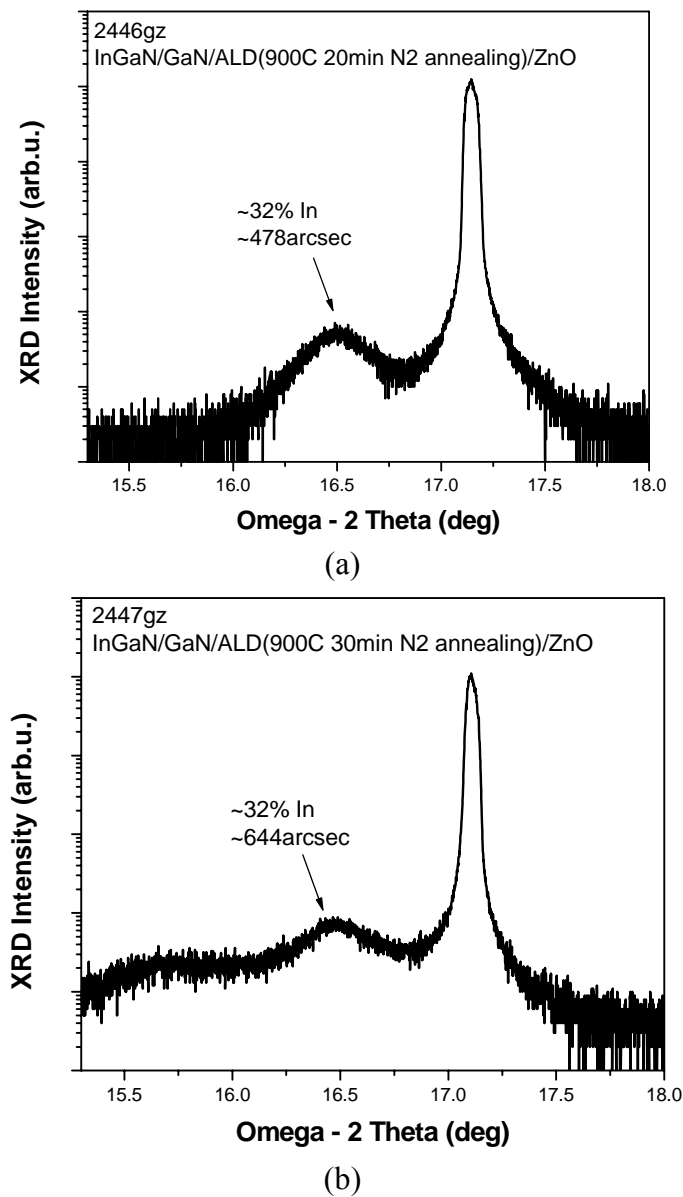 2446gz
InGaN/GaN/ALD(900C 20min N2 annealing)/ZnO
~32% In
~478arcsec
XRD Intensity (arb.u.)
15.5 16.0 16.5 17.0 17.5 18.0
Omega - 2 Theta (deg)
(a)
2447gz
InGaN/GaN/ALD(900C 30min N2 annealing)/ZnO
~32% In
~644arcsec
XRD Intensity (arb.u.)
15.5 16.0 16.5 17.0 17.5 18.0
Omega - 2 Theta (deg)
(b)